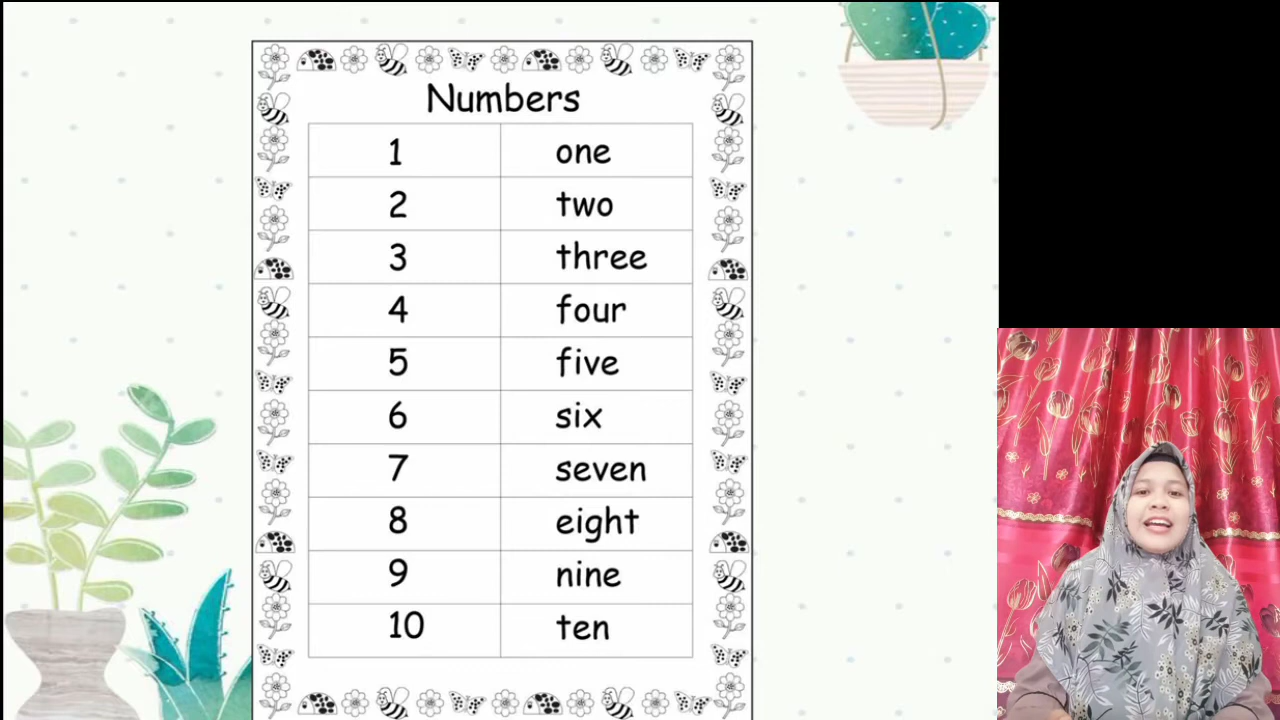 Numbers
1 one
2 two
3 three
4 four
5 five
6 six
7 seven
8 eight
9 nine
10 ten